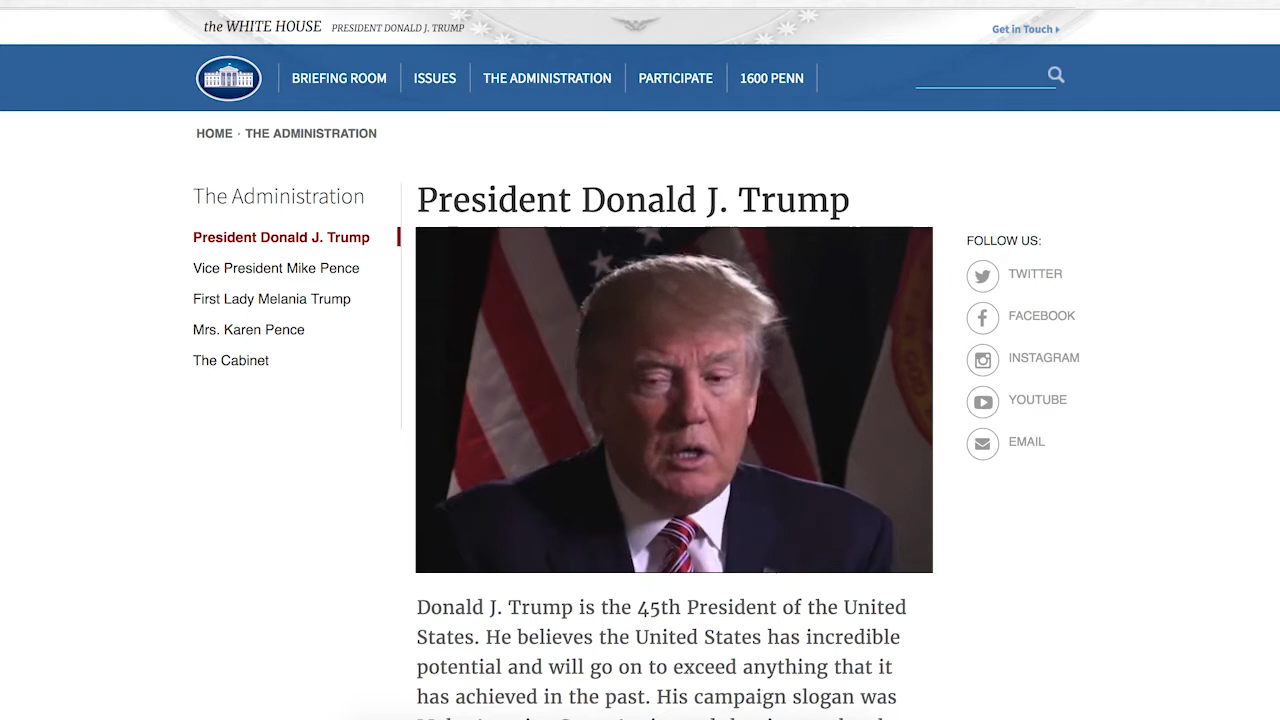 the WHITE HOUSE PRESIDENT DONALD J. TRUMP
Get in Touch
BRIEFING ROOM
ISSUES
THE ADMINISTRATION
PARTICIPATE
1600 PENN
HOME · THE ADMINISTRATION
The Administration
President Donald J. Trump
Vice President Mike Pence
First Lady Melania Trump
Mrs. Karen Pence
The Cabinet
President Donald J. Trump
Donald J. Trump is the 45th President of the United
States. He believes the United States has incredible
potential and will go on to exceed anything that it
has achieved in the past. His campaign slogan was
FOLLOW US:
TWITTER
FACEBOOK
INSTAGRAM
YOUTUBE
EMAIL